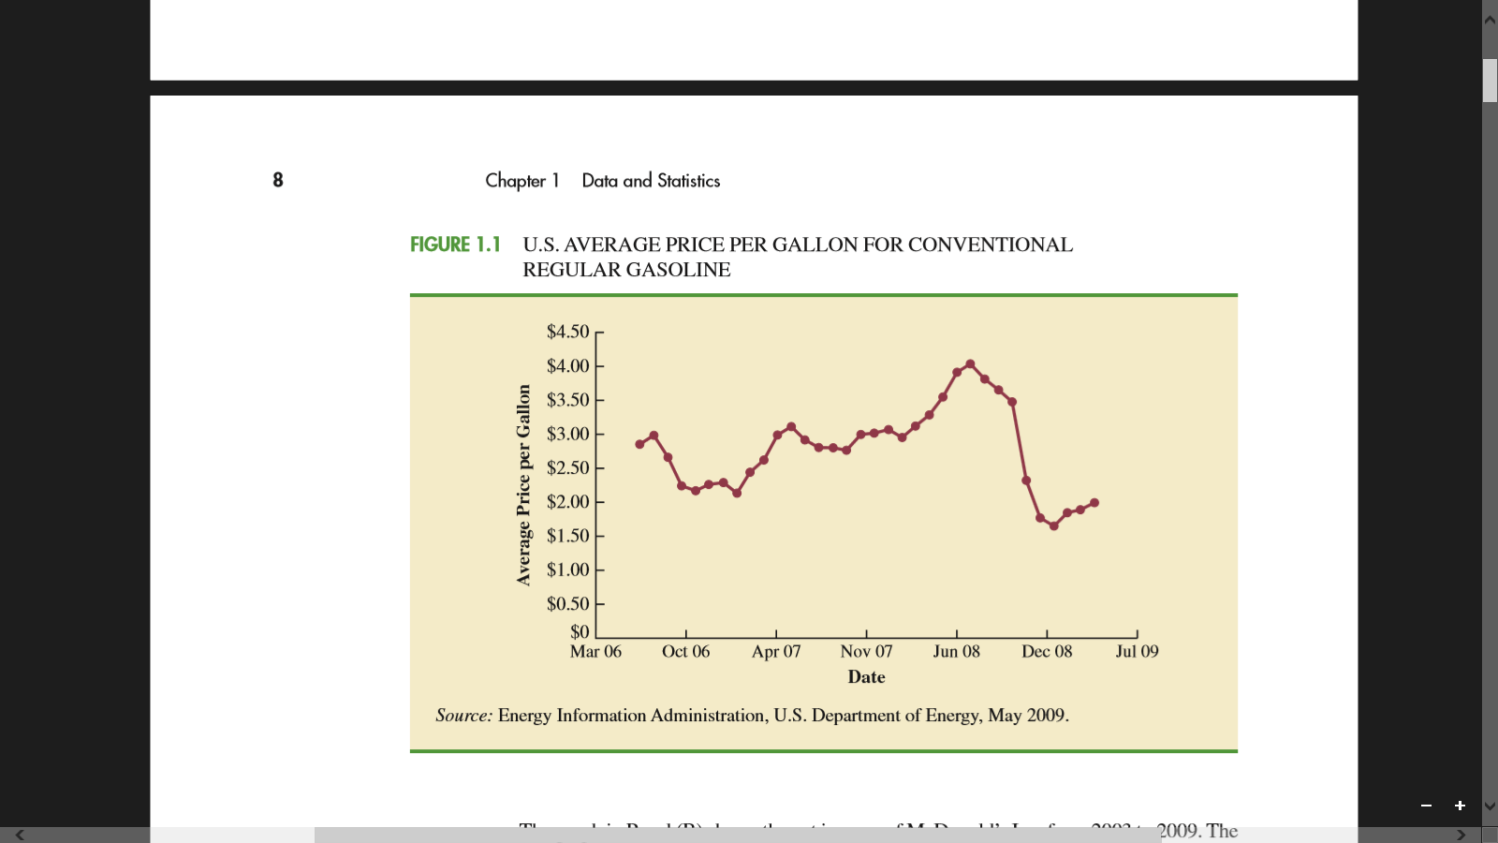 8 Chapter 1 Data and Statistics
FIGURE 1.1 U.S. AVERAGE PRICE PER GALLON FOR CONVENTIONAL
REGULAR GASOLINE
$4.50
$4.00
$3.50
$3.00
$2.50
$2.00
$1.50
$1.00
$0.50
$0
Average Price per Gallon
Mar 06 Oct 06 Apr 07 Nov 07 Jun 08 Dec 08 Jul 09
Date
Source: Energy Information Administration, U.S. Department of Energy, May 2009.
2009. The